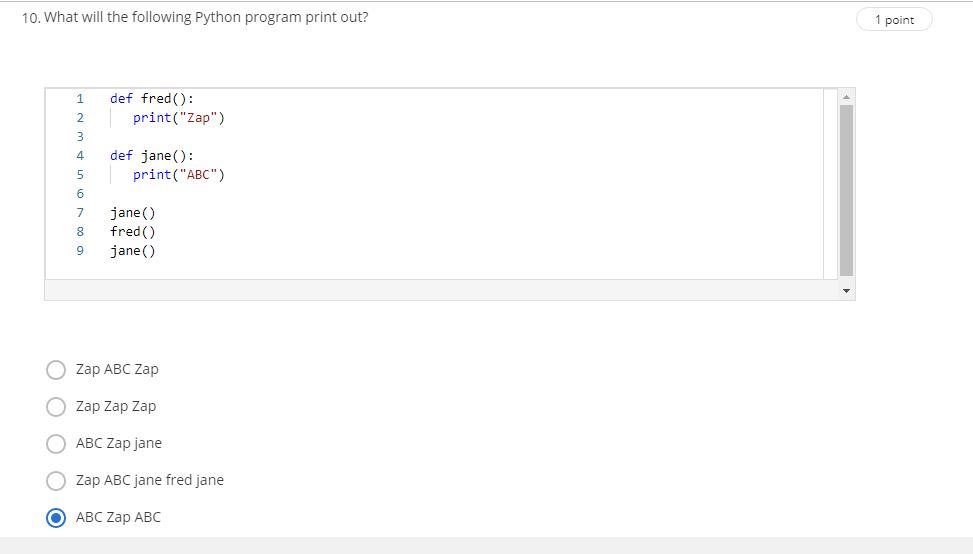 10. What will the following Python program print out?
1 point
1 def fred():
2    print("Zap")
3
4 def jane():
5    print("ABC")
6
7 jane()
8 fred()
9 jane()
Zap ABC Zap
Zap Zap Zap
ABC Zap jane
Zap ABC jane fred jane
ABC Zap ABC